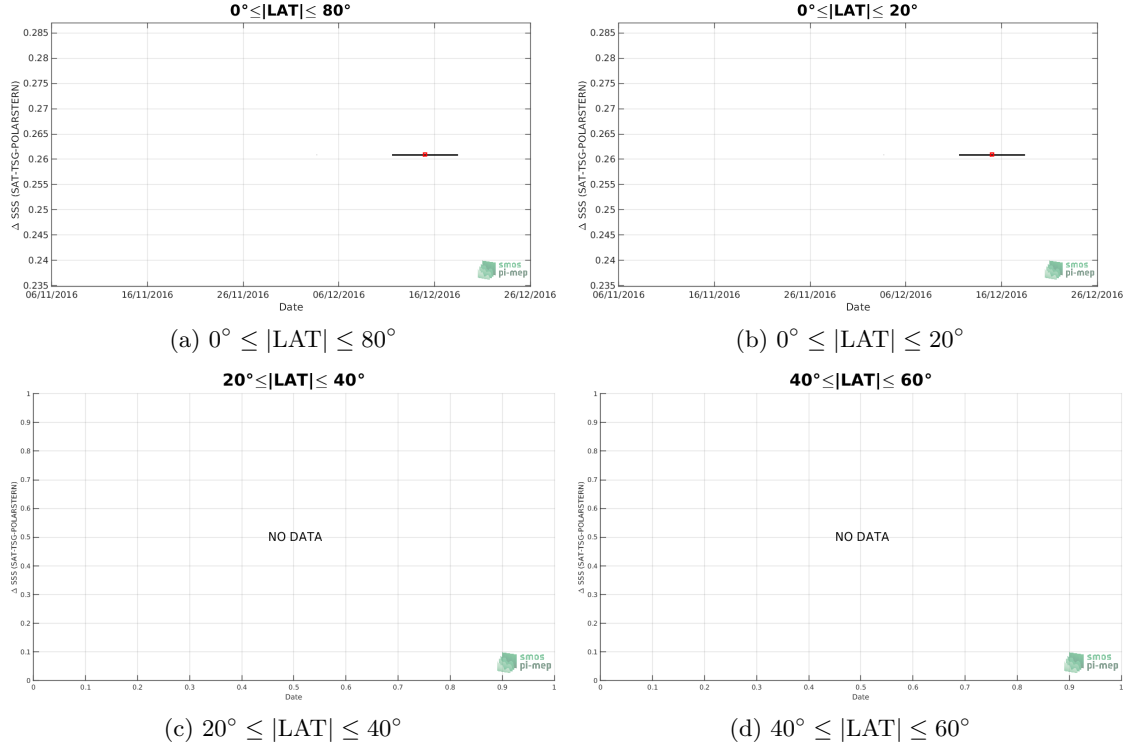 0°≤|LAT|≤ 80°
0.285
0.28
0.275
0.27
0.265
0.26
0.255
0.25
0.245
0.24
0.235
Δ SSS (SAT-TSG-POLARSTERN)
06/11/2016 16/11/2016 26/11/2016 06/12/2016 16/12/2016 26/12/2016
Date
smos
pi-mep
(a) 0° ≤ |LAT| ≤ 80°
0°≤|LAT|≤ 20°
0.285
0.28
0.275
0.27
0.265
0.26
0.255
0.25
0.245
0.24
0.235
Δ SSS (SAT-TSG-POLARSTERN)
06/11/2016 16/11/2016 26/11/2016 06/12/2016 16/12/2016 26/12/2016
Date
smos
pi-mep
(b) 0° ≤ |LAT| ≤ 20°
20°≤|LAT|≤ 40°
1
0.9
0.8
0.7
0.6
0.5
0.4
0.3
0.2
0.1
0
Δ SSS (SAT-TSG-POLARSTERN)
NO DATA
0 0.1 0.2 0.3 0.4 0.5 0.6 0.7 0.8 0.9 1
Date
smos
pi-mep
(c) 20° ≤ |LAT| ≤ 40°
40°≤|LAT|≤ 60°
1
0.9
0.8
0.7
0.6
0.5
0.4
0.3
0.2
0.1
0
Δ SSS (SAT-TSG-POLARSTERN)
NO DATA
0 0.1 0.2 0.3 0.4 0.5 0.6 0.7 0.8 0.9 1
Date
smos
pi-mep
(d) 40° ≤ |LAT| ≤ 60°